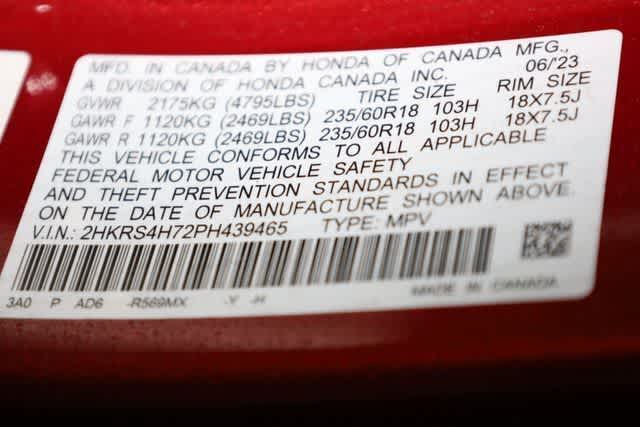 MFD. IN CANADA BY HONDA OF CANADA MFG.,
A DIVISION OF HONDA CANADA INC. 06/'23
GVWR 2175KG (4795LBS) TIRE SIZE RIM SIZE
GAWR F 1120KG (2469LBS) 235/60R18 103H 18X7.5J
GAWR R 1120KG (2469LBS) 235/60R18 103H 18X7.5J
THIS VEHICLE CONFORMS TO ALL APPLICABLE
FEDERAL MOTOR VEHICLE SAFETY
AND THEFT PREVENTION STANDARDS IN EFFECT
ON THE DATE OF MANUFACTURE SHOWN ABOVE.
V.I.N.: 2HKRS4H72PH439465 TYPE: MPV
3A0 P AD6 -R569MX -Y -H MADE IN CANADA